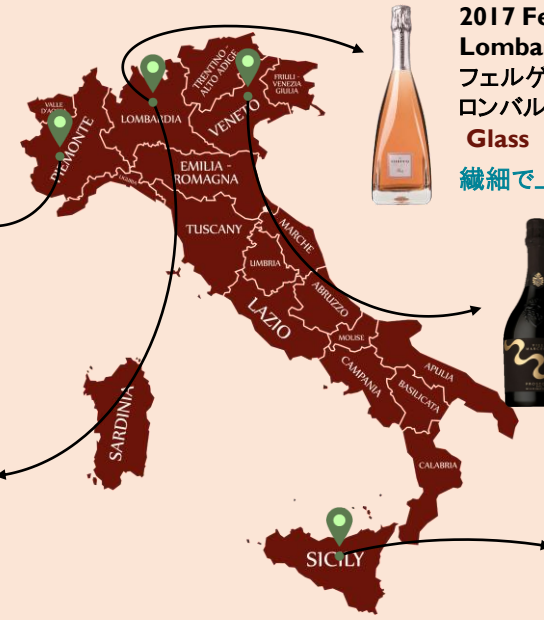 2017 Fe
Lomba
フェルゲ
ロンバル
Glass
繊細で上
TRENTINO -
ALTO ADIGE
FRIULI -
VENEZIA
GIULIA
VALLE
LOMBARDIA
VENETO
PIEMONTE
EMILIA -
ROMAGNA
LIGURIA
TUSCANY
MARCHE
UMBRIA
ABRUZZO
LAZIO
MOLISE
CAMPANIA
APULIA
BASILICATA
SARDINIA
CALABRIA
SICILY